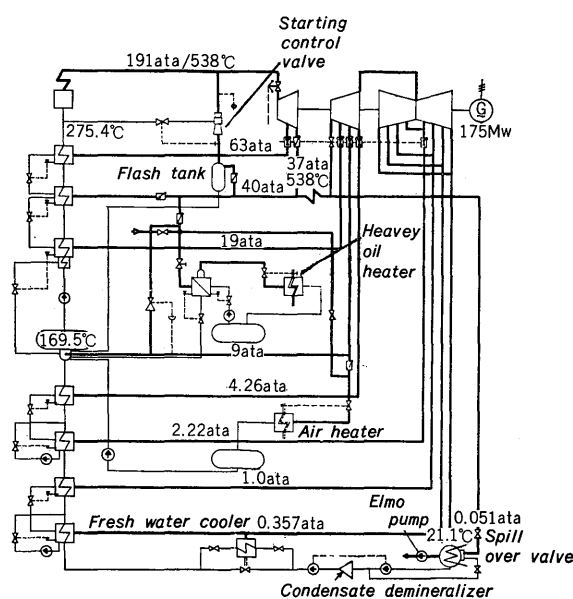 Starting
control
valve
191ata/538℃
G
175Mw
275.4℃
63ata
37ata
538℃
Flash tank
40ata
19ata
Heavey
oil
heater
169.5℃
9ata
4.26ata
2.22ata
Air heater
1.0ata
Elmo
pump
Fresh water cooler
0.357ata
0.051ata
21.1℃
Spill
over valve
Condensate demineralizer